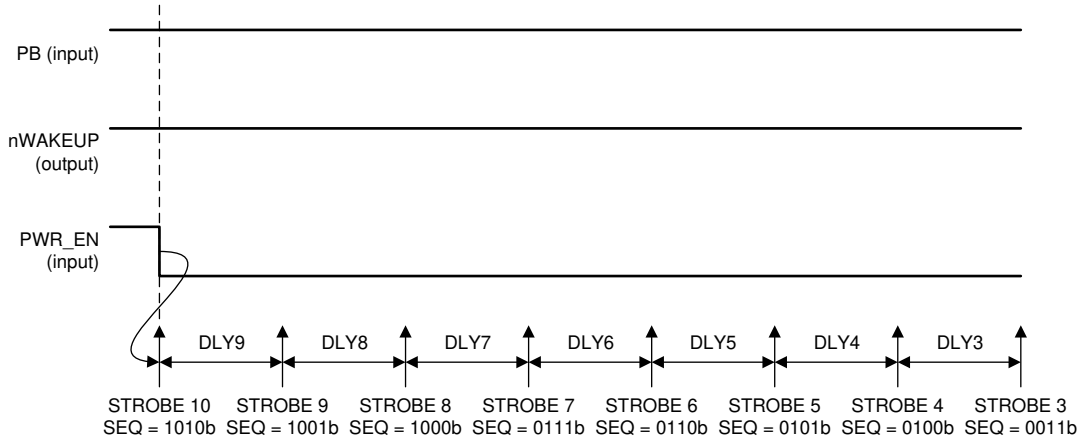 PB (input)
nWAKEUP
(output)
PWR_EN
(input)
DLY9 DLY8 DLY7 DLY6 DLY5 DLY4 DLY3
STROBE 10 STROBE 9 STROBE 8 STROBE 7 STROBE 6 STROBE 5 STROBE 4 STROBE 3
SEQ = 1010b SEQ = 1001b SEQ = 1000b SEQ = 0111b SEQ = 0110b SEQ = 0101b SEQ = 0100b SEQ = 0011b